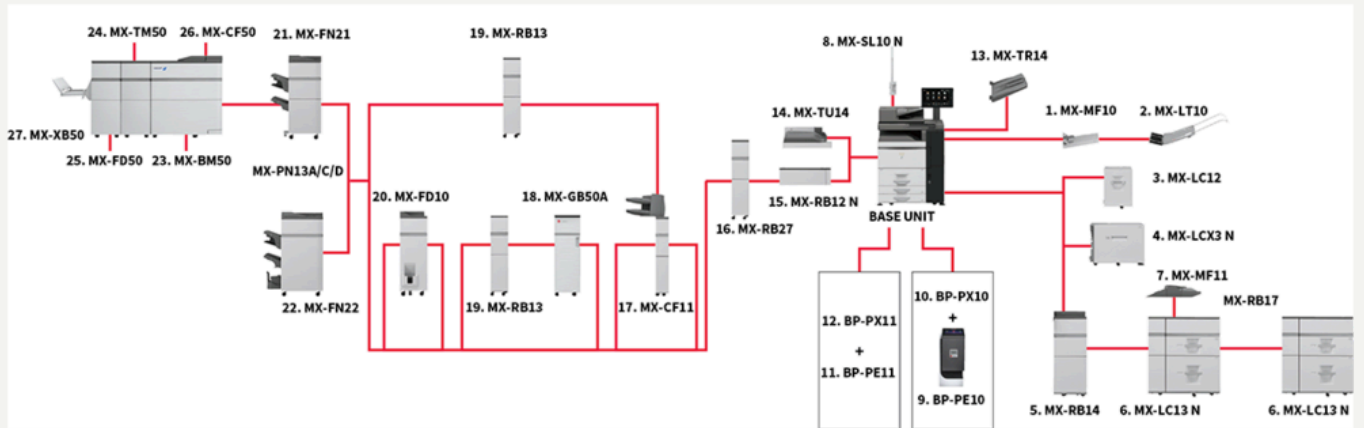 24. MX-TM50
26. MX-CF50
21. MX-FN21
19. MX-RB13
8. MX-SL10 N
13. MX-TR14
14. MX-TU14
1. MX-MF10
2. MX-LT10
27. MX-XB50
25. MX-FD50
23. MX-BM50
MX-PN13A/C/D
3. MX-LC12
20. MX-FD10
18. MX-GB50A
15. MX-RB12 N
BASE UNIT
16. MX-RB27
4. MX-LCX3 N
7. MX-MF11
MX-RB17
22. MX-FN22
19. MX-RB13
17. MX-CF11
12. BP-PX11
+
11. BP-PE11
10. BP-PX10
+
9. BP-PE10
5. MX-RB14
6. MX-LC13 N
6. MX-LC13 N